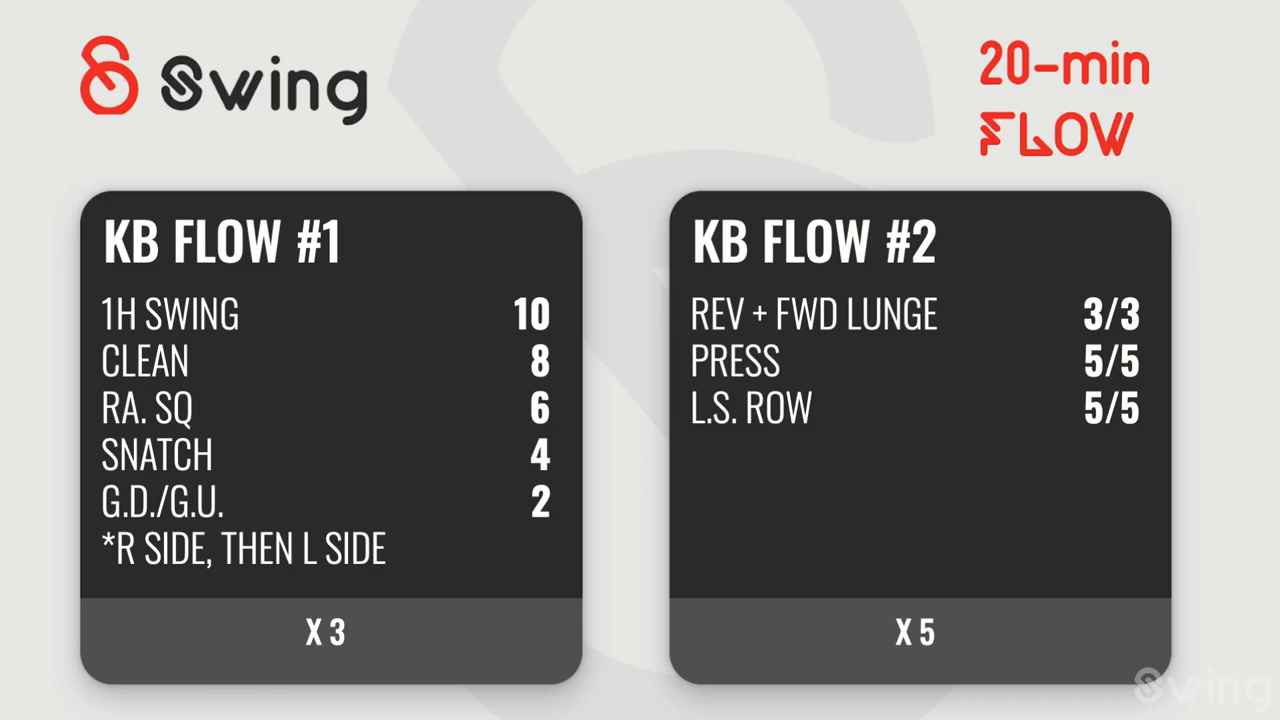 Swing
20-min
FLOW
KB FLOW #1
1H SWING 10
CLEAN 8
RA. SQ 6
SNATCH 4
G.D./G.U. 2
*R SIDE, THEN L SIDE
X 3
KB FLOW #2
REV + FWD LUNGE 3/3
PRESS 5/5
L.S. ROW 5/5
X 5
Swing